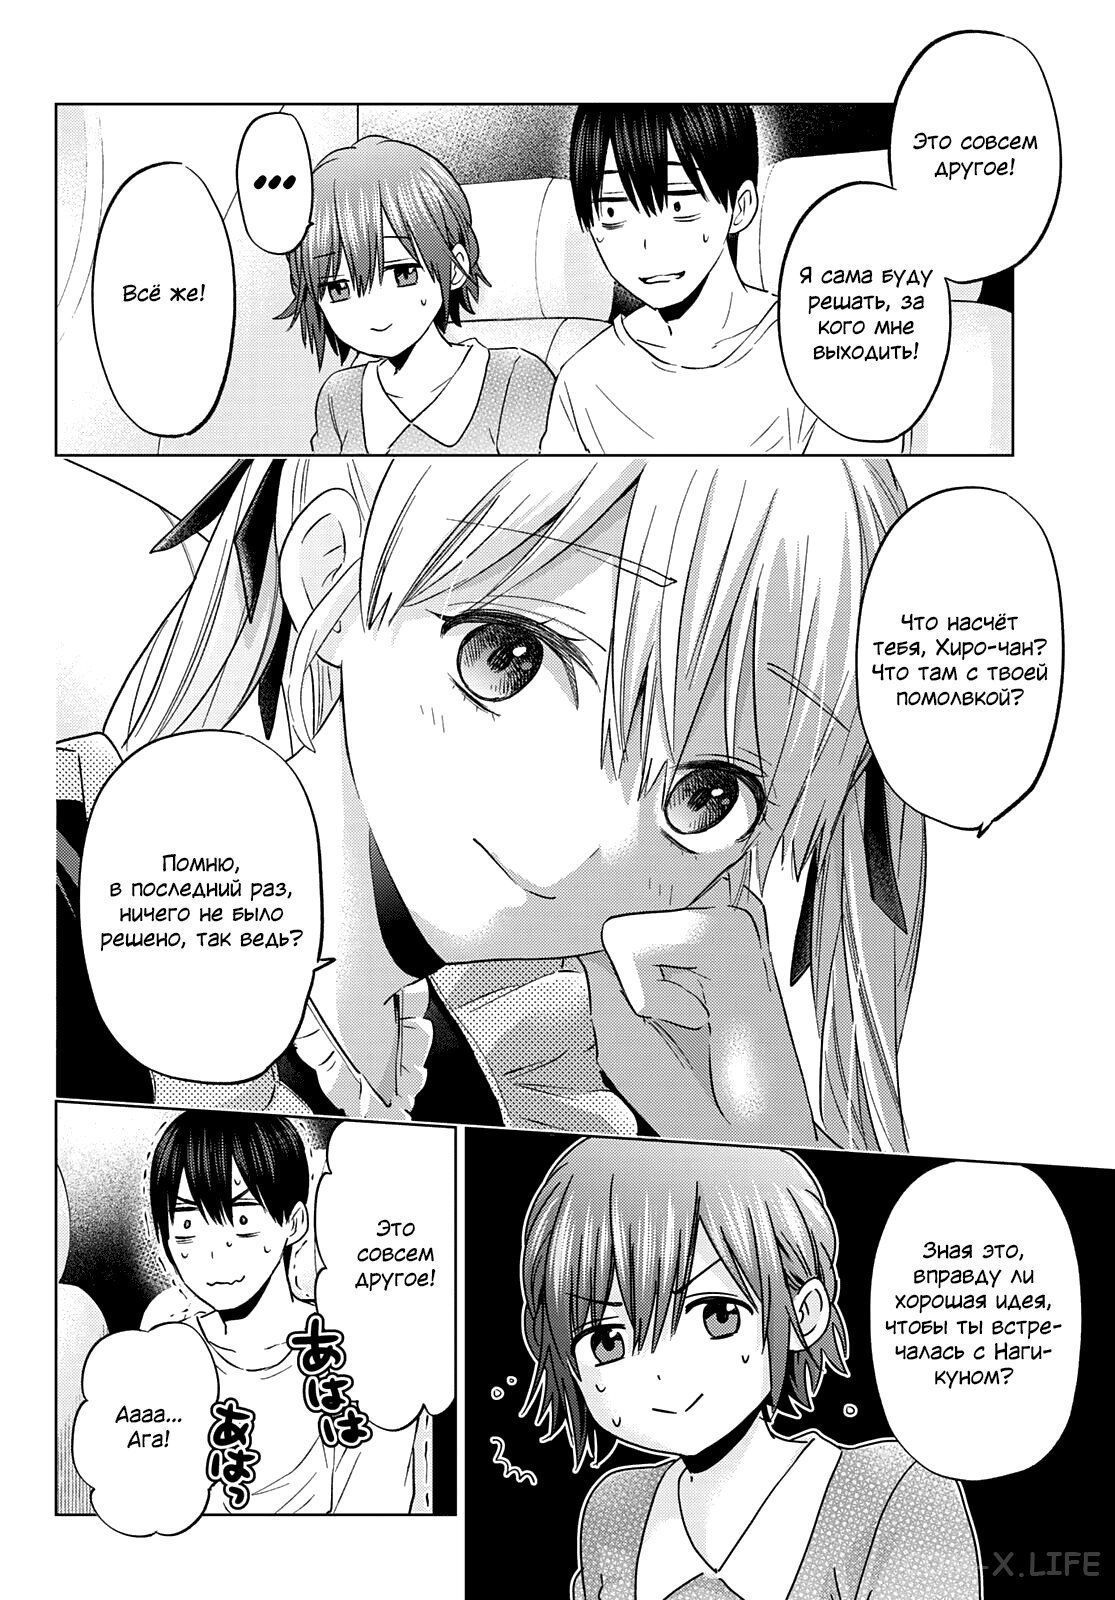 Это совсем
другое!
Я сама буду
решать, за
кого мне
выходить!
...
Всё же!
Что насчёт
тебя, Хиро-чан?
Что там с твоей
помолвкой?
Помню,
в последний раз,
ничего не было
решено, так ведь?
Зная это,
вправду ли
хорошая идея,
чтобы ты встре-
чалась с Наги-
куном?
Это
совсем
другое!
あははは
Аааа...
Ага!
あはっ
-X.LIFE